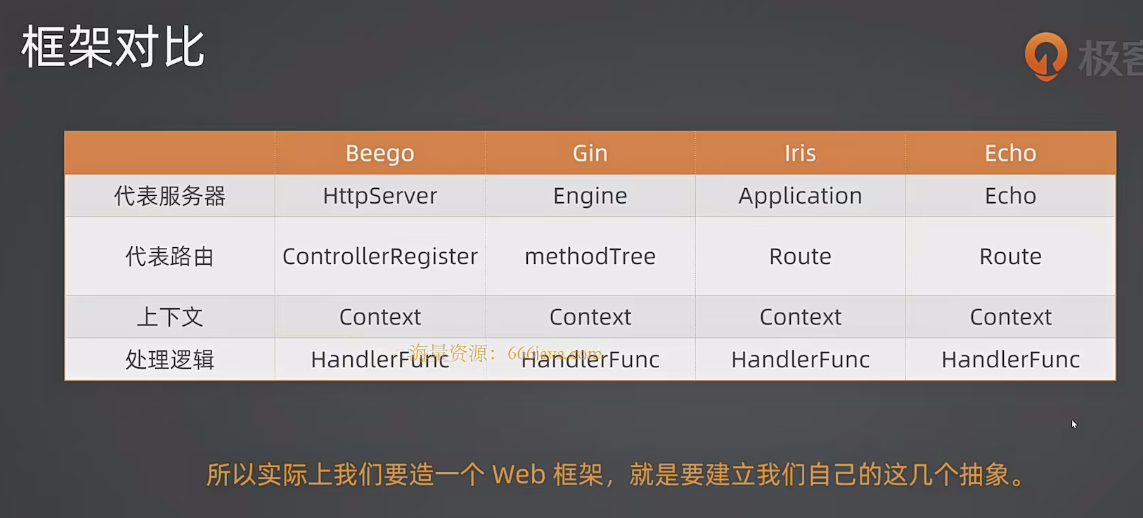 框架对比
极客
Beego Gin Iris Echo
代表服务器 HttpServer Engine Application Echo
代表路由 ControllerRegister methodTree Route Route
上下文 Context Context Context Context
海量资源：666java.com
处理逻辑 HandlerFunc HandlerFunc HandlerFunc HandlerFunc
所以实际上我们要造一个 Web 框架，就是要建立我们自己的这几个抽象。